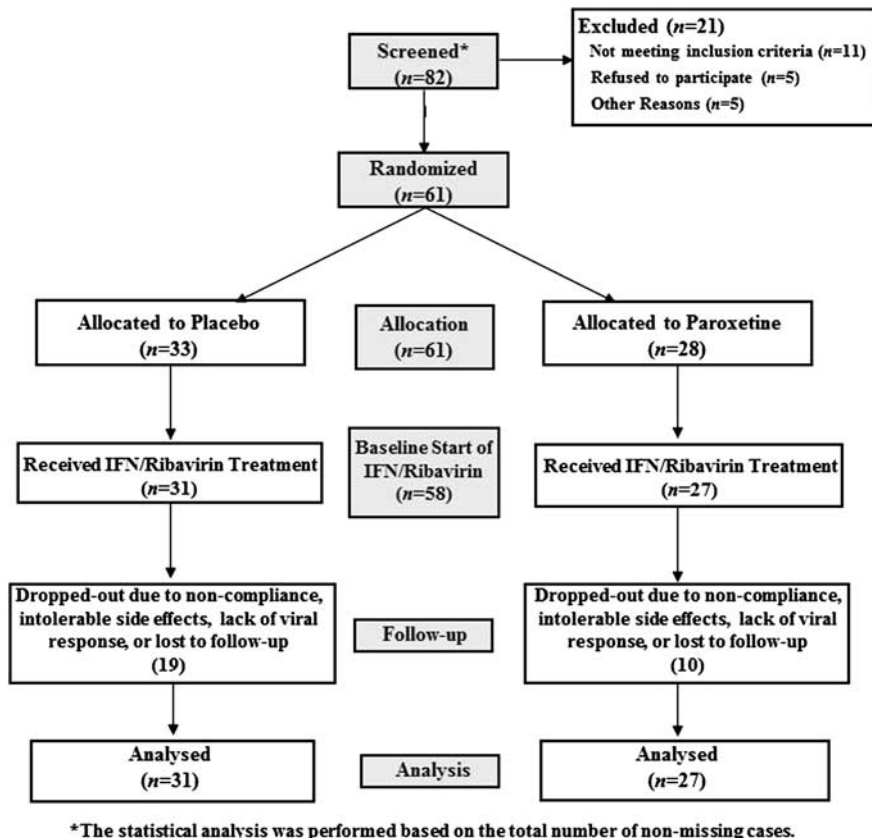 Screened*
(n=82)
Excluded (n=21)
Not meeting inclusion criteria (n=11)
Refused to participate (n=5)
Other Reasons (n=5)
Randomized
(n=61)
Allocated to Placebo
(n=33)
Allocation
(n=61)
Allocated to Paroxetine
(n=28)
Received IFN/Ribavirin Treatment
(n=31)
Baseline Start of
IFN/Ribavirin
(n=58)
Received IFN/Ribavirin Treatment
(n=27)
Dropped-out due to non-compliance,
intolerable side effects, lack of viral
response, or lost to follow-up
(19)
Follow-up
Dropped-out due to non-compliance,
intolerable side effects, lack of viral
response, or lost to follow-up
(10)
Analysed
(n=31)
Analysis
Analysed
(n=27)
*The statistical analysis was performed based on the total number of non-missing cases.